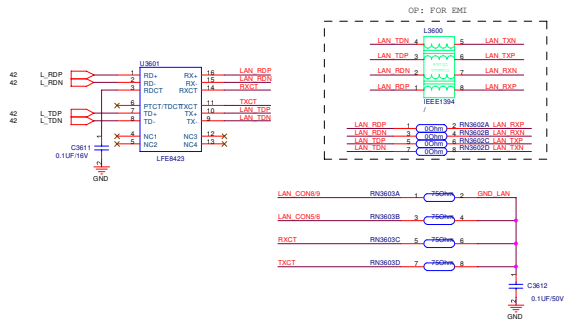 OP: FOR EMI
L3600
LAN_TDN 4 5 LAN_TXN
LAN_TDP 3 6 LAN_TXP
LAN_RDN 2 7 LAN_RXN
LAN_RDP 1 8 LAN_RXP
IEEE1394
/
LAN_RDP 1 0Ohm 2 RN3602A LAN_RXP
LAN_RDN 3 0Ohm 4 RN3602B LAN_RXN
LAN_TDP 5 0Ohm 6 RN3602C LAN_TXP
LAN_TDN 7 0Ohm 8 RN3602D LAN_TXN
U3601
42 L_RDP 1 RD+ RX+ 16 LAN_RDP
42 L_RDN 2 RD- RX- 15 LAN_RDN
3 RDCT RXCT 14 RXCT
6 PTCT/TDCT TXCT 11 TXCT
42 L_TDP 7 TD+ TX+ 10 LAN_TDP
42 L_TDN 8 TD- TX- 9 LAN_TDN
4 NC1 NC3 12
5 NC2 NC4 13
LFE8423
1
C3611
0.1UF/16V
2
GND
LAN_CON8/9 RN3603A 1 75Ohm 2 GND_LAN
LAN_CON5/6 RN3603B 3 75Ohm 4
RXCT RN3603C 5 75Ohm 6
TXCT RN3603D 7 75Ohm 8
1
C3612
0.1UF/50V
2
GND